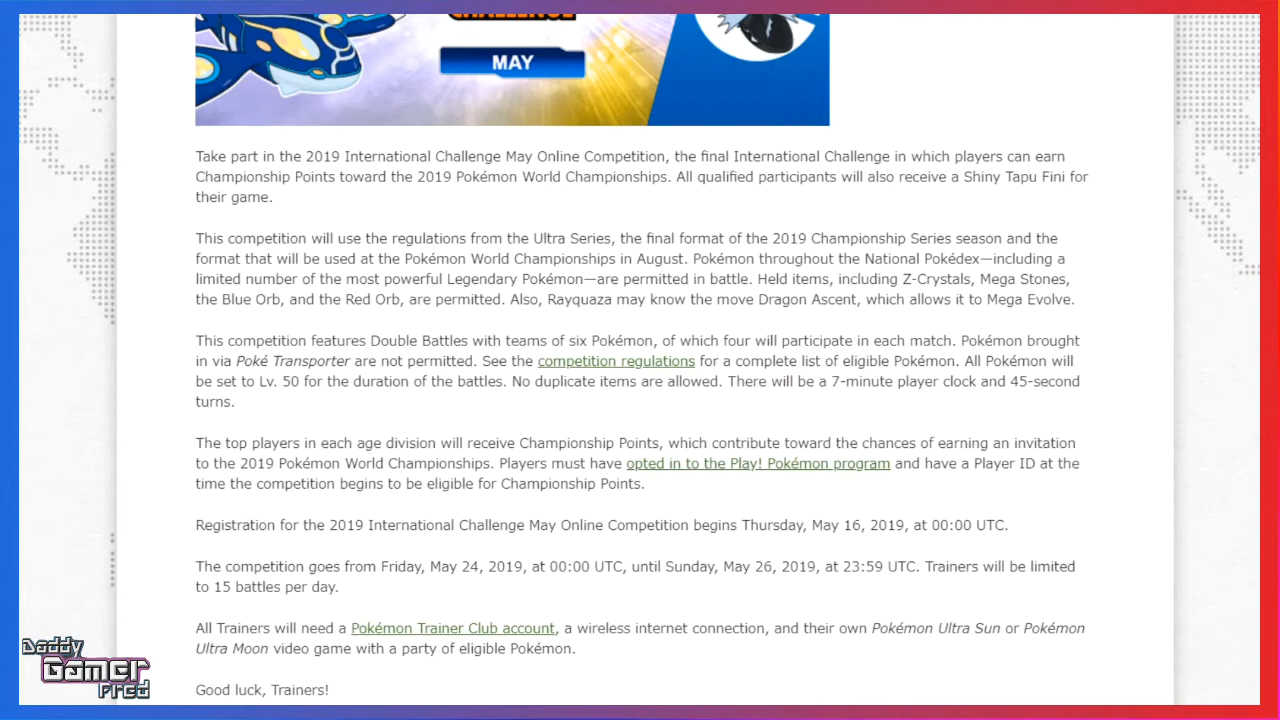 CHALLENGE
MAY
Take part in the 2019 International Challenge May Online Competition, the final International Challenge in which players can earn
Championship Points toward the 2019 Pokémon World Championships. All qualified participants will also receive a Shiny Tapu Fini for
their game.
This competition will use the regulations from the Ultra Series, the final format of the 2019 Championship Series season and the
format that will be used at the Pokémon World Championships in August. Pokémon throughout the National Pokédex—including a
limited number of the most powerful Legendary Pokémon—are permitted in battle. Held items, including Z-Crystals, Mega Stones,
the Blue Orb, and the Red Orb, are permitted. Also, Rayquaza may know the move Dragon Ascent, which allows it to Mega Evolve.
This competition features Double Battles with teams of six Pokémon, of which four will participate in each match. Pokémon brought
in via Poké Transporter are not permitted. See the competition regulations for a complete list of eligible Pokémon. All Pokémon will
be set to Lv. 50 for the duration of the battles. No duplicate items are allowed. There will be a 7-minute player clock and 45-second
turns.
The top players in each age division will receive Championship Points, which contribute toward the chances of earning an invitation
to the 2019 Pokémon World Championships. Players must have opted in to the Play! Pokémon program and have a Player ID at the
time the competition begins to be eligible for Championship Points.
Registration for the 2019 International Challenge May Online Competition begins Thursday, May 16, 2019, at 00:00 UTC.
The competition goes from Friday, May 24, 2019, at 00:00 UTC, until Sunday, May 26, 2019, at 23:59 UTC. Trainers will be limited
to 15 battles per day.
All Trainers will need a Pokémon Trainer Club account, a wireless internet connection, and their own Pokémon Ultra Sun or Pokémon
Ultra Moon video game with a party of eligible Pokémon.
Good luck, Trainers!
Daddy
Gamer
Fred